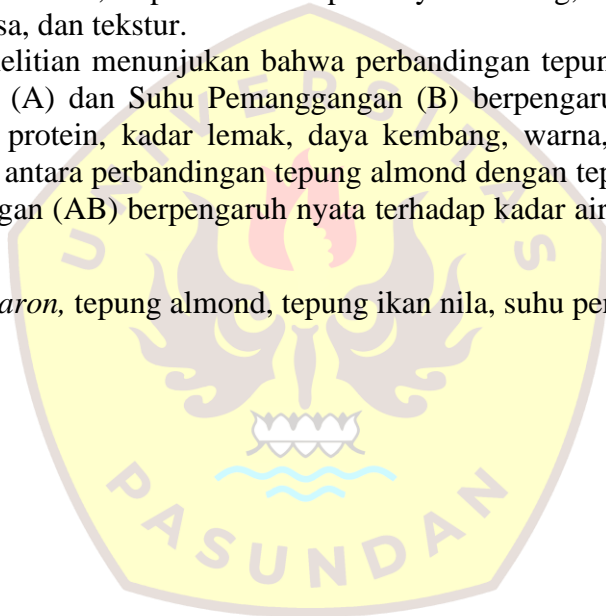 sa, dan tekstur.
elitian menunjukan bahwa perbandingan tepun
(A) dan Suhu Pemanggangan (B) berpengaru
protein, kadar lemak, daya kembang, warna,
antara perbandingan tepung almond dengan tep
gan (AB) berpengaruh nyata terhadap kadar air
aron, tepung almond, tepung ikan nila, suhu pe
UNIVERSITAS
PASUNDAN